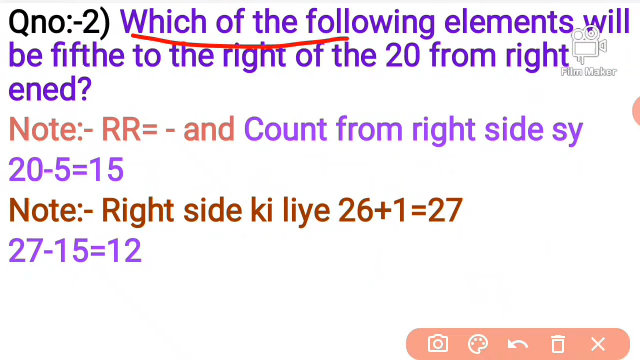 Qno:-2) Which of the following elements will
be fifthe to the right of the 20 from right
ened?
Note:- RR= - and Count from right side sy
20-5=15
Note:- Right side ki liye 26+1=27
27-15=12
Film Maker